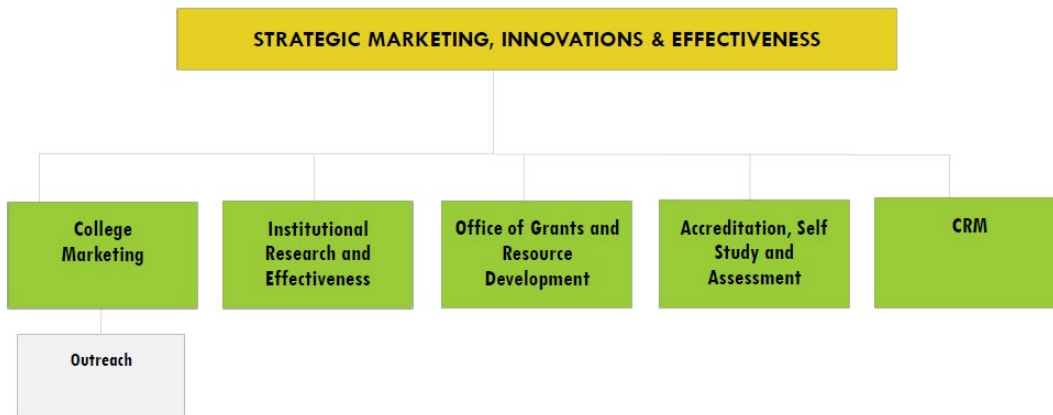 STRATEGIC MARKETING, INNOVATIONS & EFFECTIVENESS
College
Marketing
Institutional
Research and
Effectiveness
Office of Grants and
Resource
Development
Accreditation, Self
Study and
Assessment
CRM
Outreach